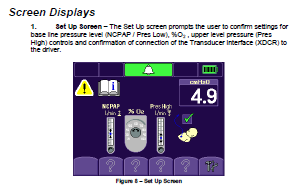 Screen Displays
1. Set Up Screen – The Set Up screen prompts the user to confirm settings for
base line pressure level (NCPAP / Pres Low), %O₂ , upper level pressure (Pres
High) controls and confirmation of connection of the Transducer interface (XDCR) to
the driver.
cmH2O
4.9
NCPAP
l/min
% O2
Pres High
l/min
? ? ? ?
Figure 8 – Set Up Screen